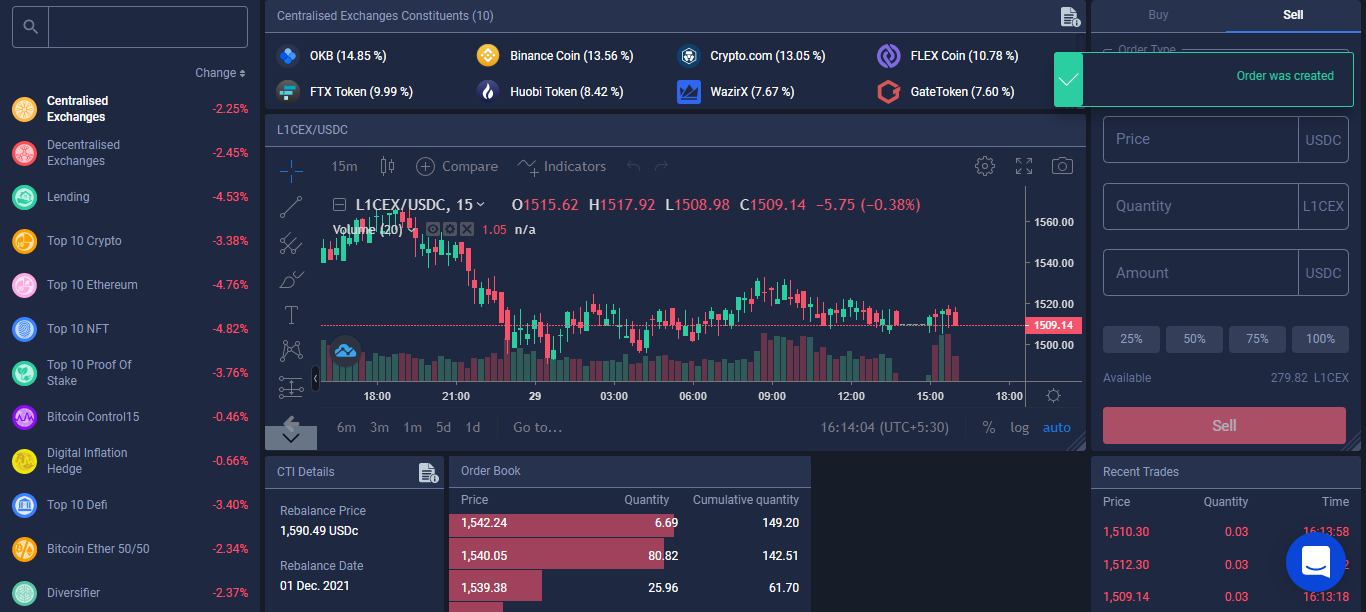 Change
Centralised
Exchanges
-2.25%
Decentralised
Exchanges
-2.45%
Lending
-4.53%
Top 10 Crypto
-3.38%
Top 10 Ethereum
-4.76%
Top 10 NFT
-4.82%
Top 10 Proof Of
Stake
-3.76%
Bitcoin Control15
-0.46%
Digital Inflation
Hedge
-0.66%
Top 10 Defi
-3.40%
Bitcoin Ether 50/50
-2.34%
Diversifier
-2.37%
Centralised Exchanges Constituents (10)
OKB (14.85 %)
Binance Coin (13.56 %)
Crypto.com (13.05 %)
FLEX Coin (10.78 %)
FTX Token (9.99 %)
Huobi Token (8.42 %)
WazirX (7.67 %)
GateToken (7.60 %)
L1CEX/USDC
15m
Compare
Indicators
L1CEX/USDC, 15
O1515.62 H1517.92 L1508.98 C1509.14 −5.75 (−0.38%)
Volume (20)
1.05 n/a
1560.00
1540.00
1520.00
1509.14
1500.00
18:00 21:00 29 03:00 06:00 09:00 12:00 15:00 18:00
6m 3m 1m 5d 1d Go to...
16:14:04 (UTC+5:30)
% log auto
CTI Details
Rebalance Price
1,590.49 USDc
Rebalance Date
01 Dec. 2021
Order Book
Price Quantity Cumulative quantity
1,542.24 6.69 149.20
1,540.05 80.82 142.51
1,539.38 25.96 61.70
Buy Sell
Order Type
Order was created
Price USDC
Quantity L1CEX
Amount USDC
25% 50% 75% 100%
Available 279.82 L1CEX
Sell
Recent Trades
Price Quantity Time
1,510.30 0.03 16:13:58
1,512.30 0.03
1,509.14 0.03 16:13:18